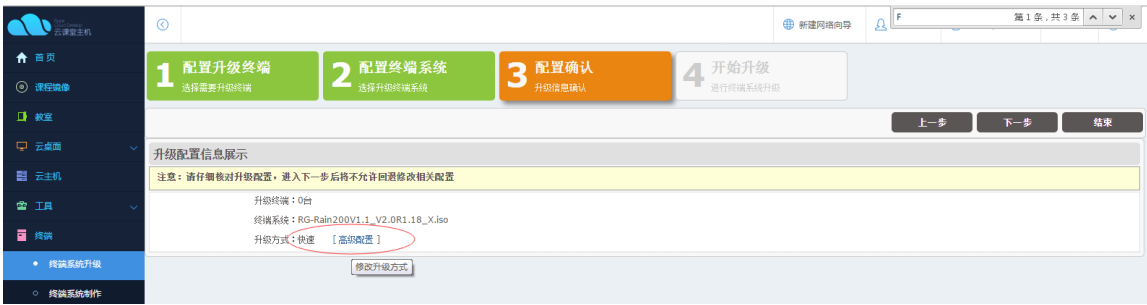 云课堂主机
新建网络向导
F
第1条,共3条
首页
课程镜像
教室
云桌面
云主机
工具
终端
终端系统升级
终端系统制作
1 配置升级终端
选择需要升级终端
2 配置终端系统
选择升级终端系统
3 配置确认
升级信息确认
4 开始升级
进行终端系统升级
上一步
下一步
结束
升级配置信息展示
注意：请仔细核对升级配置，进入下一步后将不允许回退修改相关配置
升级终端：0台
终端系统：RG-Rain200V1.1_V2.0R1.18_X.iso
升级方式：快速 [ 高级配置 ]
修改升级方式